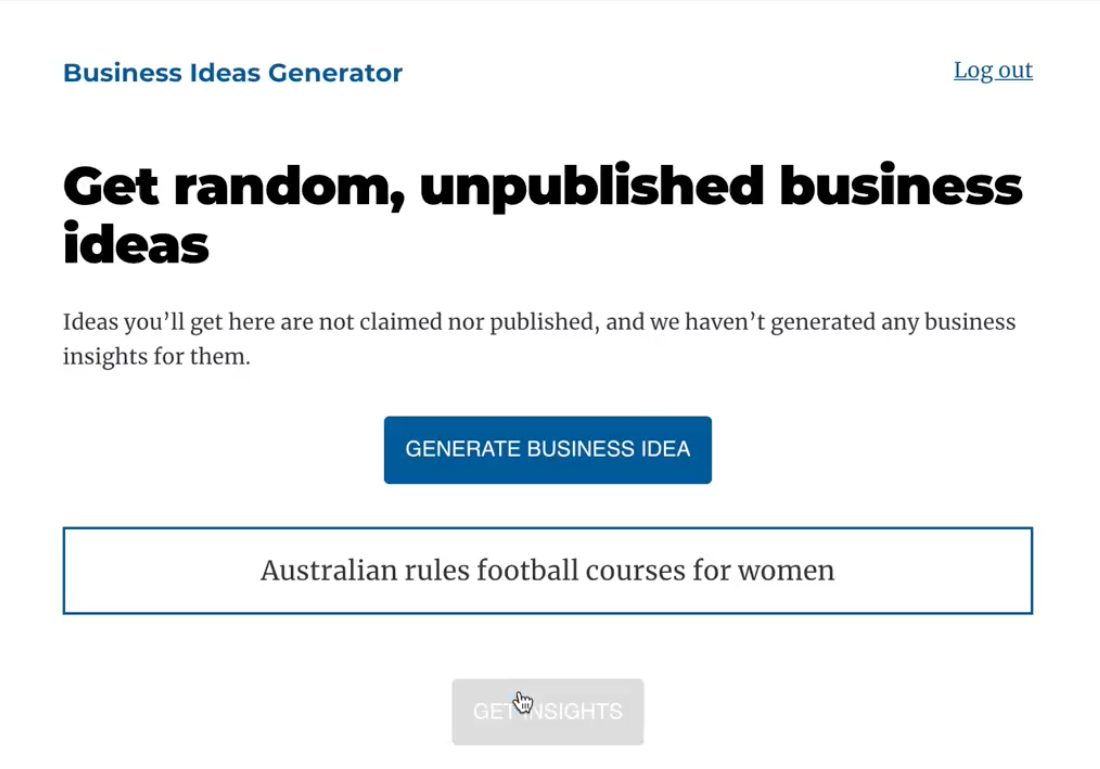 Business Ideas Generator
Log out
Get random, unpublished business
ideas
Ideas you’ll get here are not claimed nor published, and we haven’t generated any business
insights for them.
GENERATE BUSINESS IDEA
Australian rules football courses for women
GET INSIGHTS